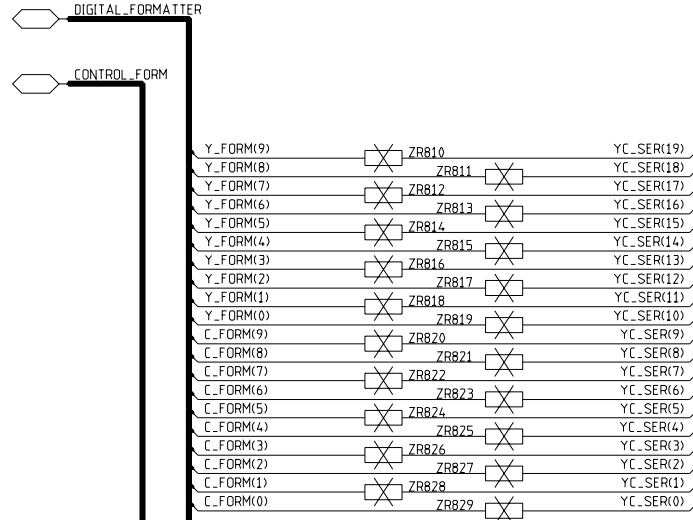 DIGITAL_FORMATTER
CONTROL_FORM
Y_FORM(9) ZR810 YC_SER(19)
Y_FORM(8) ZR811 YC_SER(18)
Y_FORM(7) ZR812 YC_SER(17)
Y_FORM(6) ZR813 YC_SER(16)
Y_FORM(5) ZR814 YC_SER(15)
Y_FORM(4) ZR815 YC_SER(14)
Y_FORM(3) ZR816 YC_SER(13)
Y_FORM(2) ZR817 YC_SER(12)
Y_FORM(1) ZR818 YC_SER(11)
Y_FORM(0) ZR819 YC_SER(10)
C_FORM(9) ZR820 YC_SER(9)
C_FORM(8) ZR821 YC_SER(8)
C_FORM(7) ZR822 YC_SER(7)
C_FORM(6) ZR823 YC_SER(6)
C_FORM(5) ZR824 YC_SER(5)
C_FORM(4) ZR825 YC_SER(4)
C_FORM(3) ZR826 YC_SER(3)
C_FORM(2) ZR827 YC_SER(2)
C_FORM(1) ZR828 YC_SER(1)
C_FORM(0) ZR829 YC_SER(0)